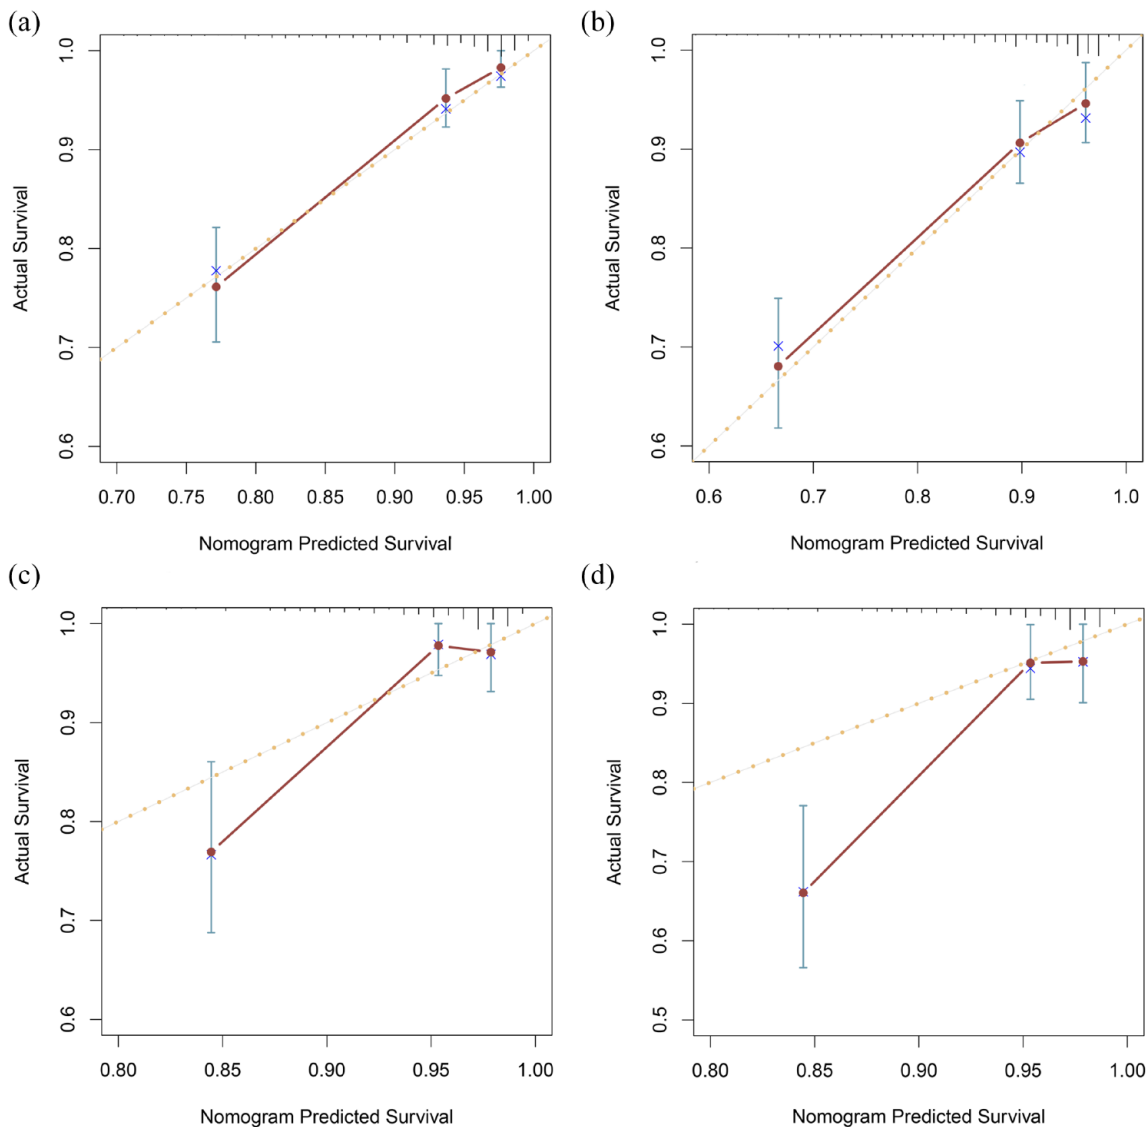 (a)
(b)
1.0
0.9
0.8
0.7
0.6
Actual Survival
0.70 0.75 0.80 0.85 0.90 0.95 1.00
Nomogram Predicted Survival
1.0
0.9
0.8
0.7
0.6
Actual Survival
0.6 0.7 0.8 0.9 1.0
Nomogram Predicted Survival
(c)
(d)
1.0
0.9
0.8
0.7
0.6
Actual Survival
0.80 0.85 0.90 0.95 1.00
Nomogram Predicted Survival
1.0
0.9
0.8
0.7
0.6
0.5
Actual Survival
0.80 0.85 0.90 0.95 1.00
Nomogram Predicted Survival